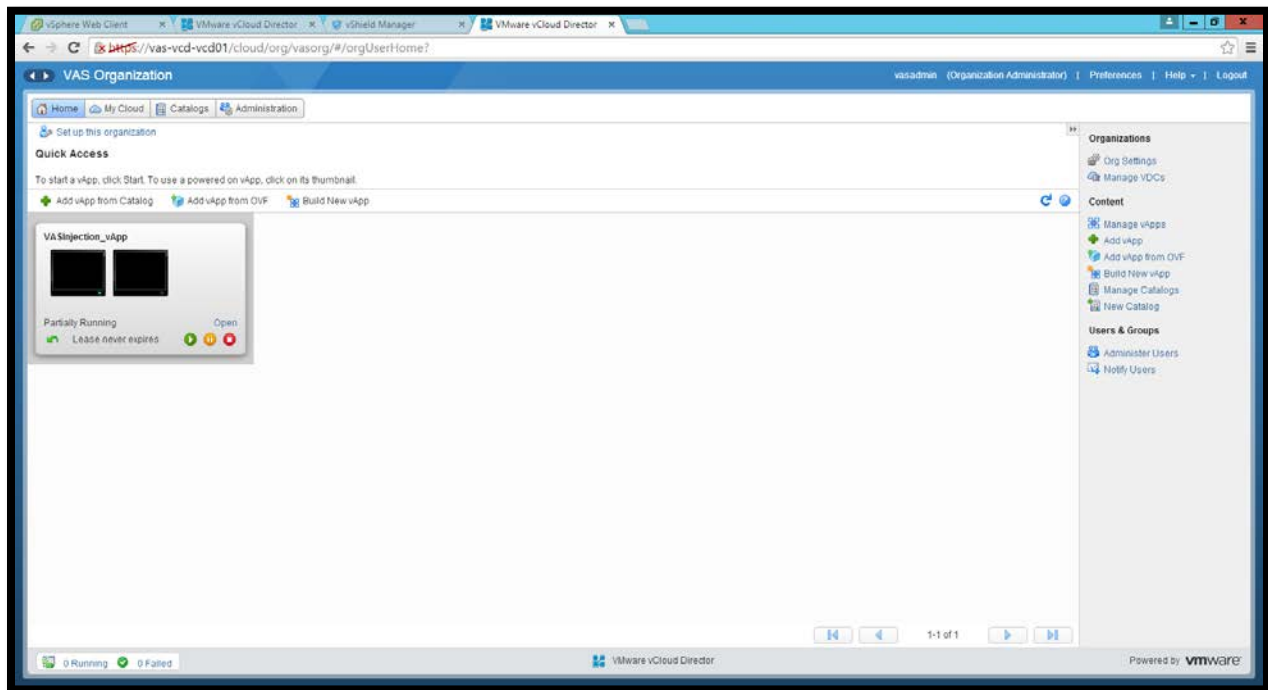 vSphere Web Client
VMware vCloud Director
vShield Manager
VMware vCloud Director
https://vas-vcd-vcd01/cloud/org/vasorg/#/orgUserHome?
VAS Organization
vasadmin (Organization Administrator) | Preferences | Help | Logout
Home
My Cloud
Catalogs
Administration
Set up this organization
Quick Access
To start a vApp, click Start. To use a powered on vApp, click on its thumbnail.
Add vApp from Catalog
Add vApp from OVF
Build New vApp
VASInjection_vApp
Partially Running
Open
Lease never expires
1-1 of 1
Organizations
Org Settings
Manage VDCs
Content
Manage vApps
Add vApp
Add vApp from OVF
Build New vApp
Manage Catalogs
New Catalog
Users & Groups
Administer Users
Notify Users
0 Running
0 Failed
VMware vCloud Director
Powered by vmware